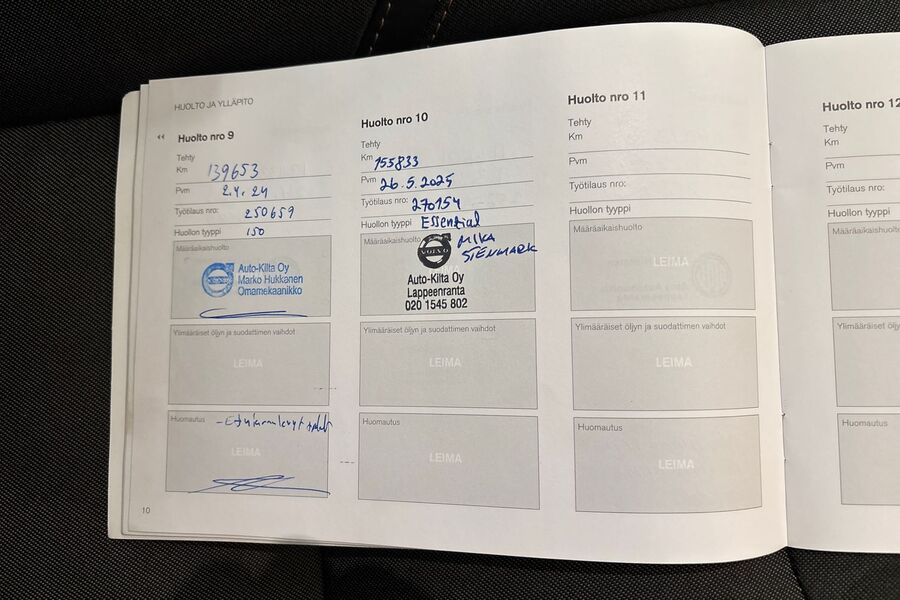 HUOLTO JA YLLÄPITO
Huolto nro 9
Tehty
Km 139653
Pvm 2.4.24
Työtilaus nro: 250659
Huollon tyyppi 150
Määräaikaishuolto
Auto-Kilta Oy
Marko Hukkanen
Omamekaanikko
Ylimääräiset öljyn ja suodattimen vaihdot
LEIMA
Huomautus
LEIMA
10
Huolto nro 10
Tehty
Km 155833
Pvm 26.5.2025
Työtilaus nro: 270154
Huollon tyyppi Essential
Määräaikaishuolto MIKA
STENMARK
VOLVO
Auto-Kilta Oy
Lappeenranta
020 1545 802
Ylimääräiset öljyn ja suodattimen vaihdot
LEIMA
Huomautus
LEIMA
Huolto nro 11
Tehty
Km
Pvm
Työtilaus nro:
Huollon tyyppi
Määräaikaishuolto
LEIMA
Ylimääräiset öljyn ja suodattimen vaihdot
LEIMA
Huomautus
LEIMA
Huolto nro 12
Tehty
Km
Pvm
Työtilaus nro:
Huollon tyyppi
Määräaikaishuolto
Ylimääräiset
Huomautus